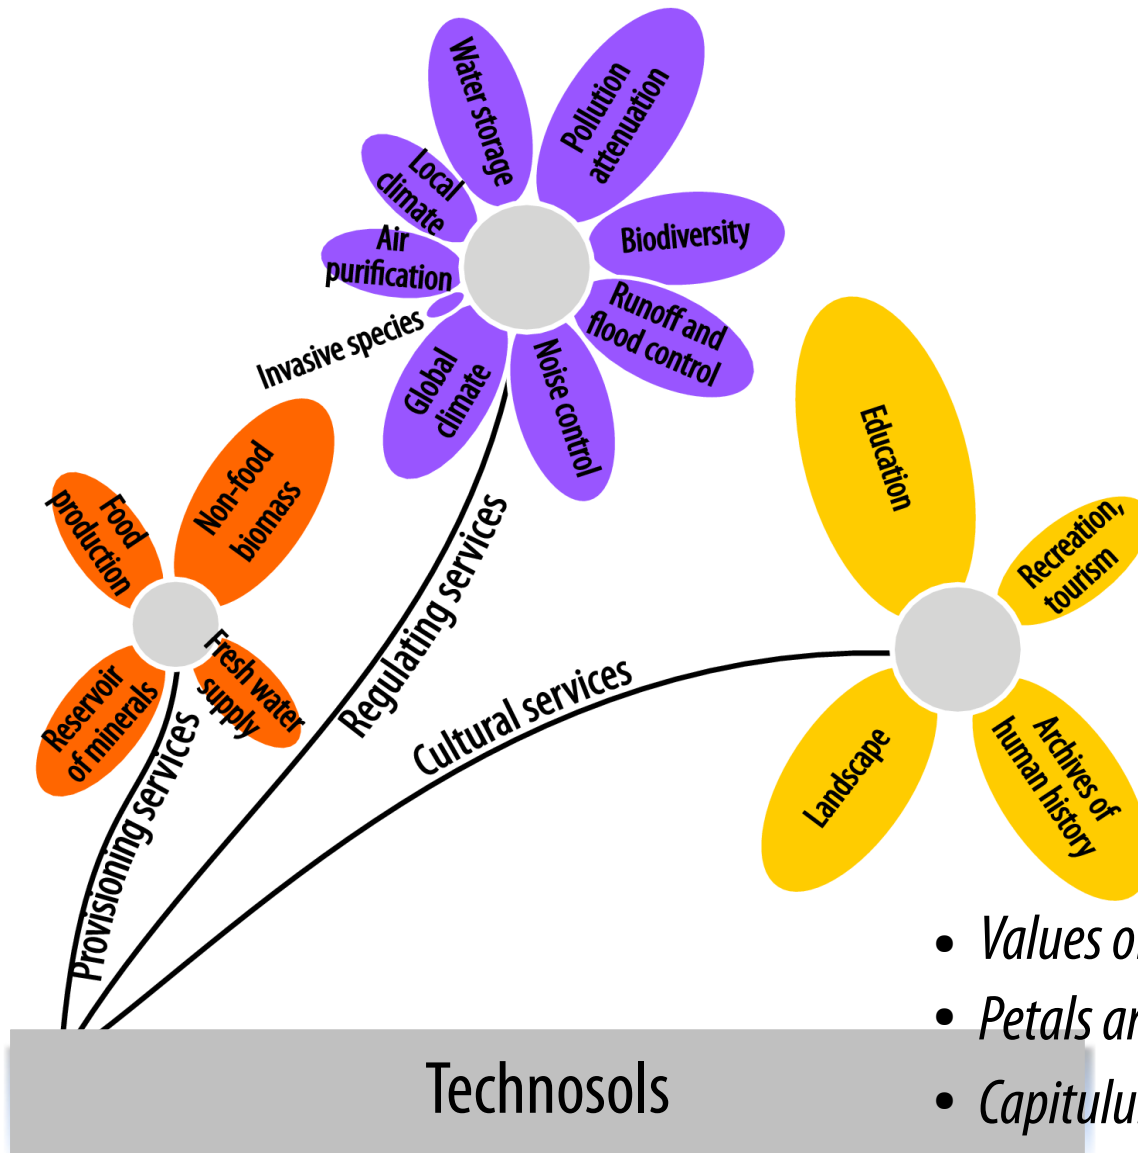 Water storage
Pollution
attenuation
Local
climate
Biodiversity
Air
purification
Runoff and
flood control
Invasive species
Global
climate
Noise control
Education
Non-food
biomass
Food
production
Recreation,
tourism
Regulating services
Fresh water
supply
Reservoir
of minerals
Cultural services
Landscape
Archives of
human history
Provisioning services
Values
Petals
Technosols